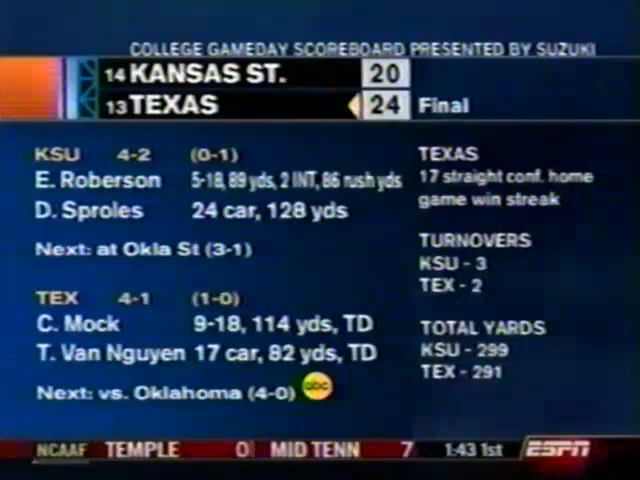 COLLEGE GAMEDAY SCOREBOARD PRESENTED BY SUZUKI
14 KANSAS ST. 20
13 TEXAS 24 Final
KSU 4-2 (0-1)
E. Roberson 5-18, 89 yds, 2 INT, 86 rush yds
D. Sproles 24 car, 128 yds
Next: at Okla St (3-1)
TEX 4-1 (1-0)
C. Mock 9-18, 114 yds, TD
T. Van Nguyen 17 car, 82 yds, TD
Next: vs. Oklahoma (4-0) abc
TEXAS
17 straight conf. home
game win streak
TURNOVERS
KSU - 3
TEX - 2
TOTAL YARDS
KSU - 299
TEX - 291
NCAAF TEMPLE 0 MID TENN 7 1:43 1st ESPN